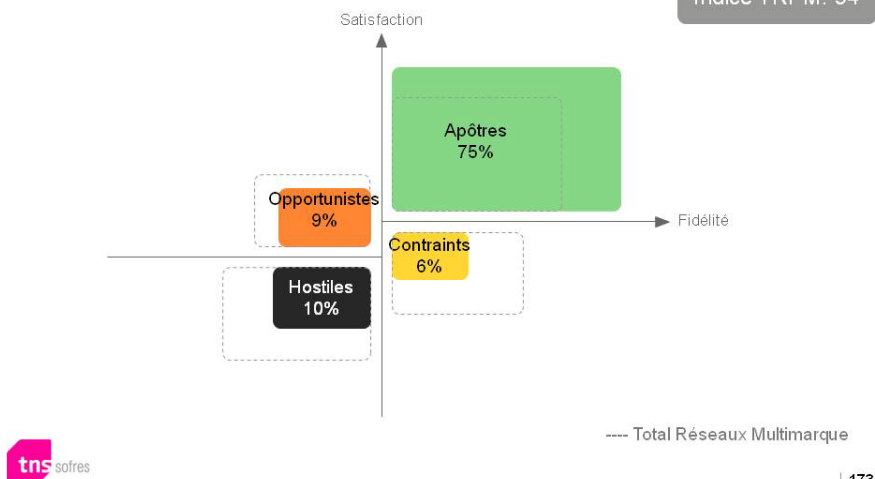 Satisfaction
Apôtres
75%
Opportunistes
9%
Fidélité
Contraints
6%
Hostiles
10%
---- Total Réseaux Multimarque
tns sofres
| 173